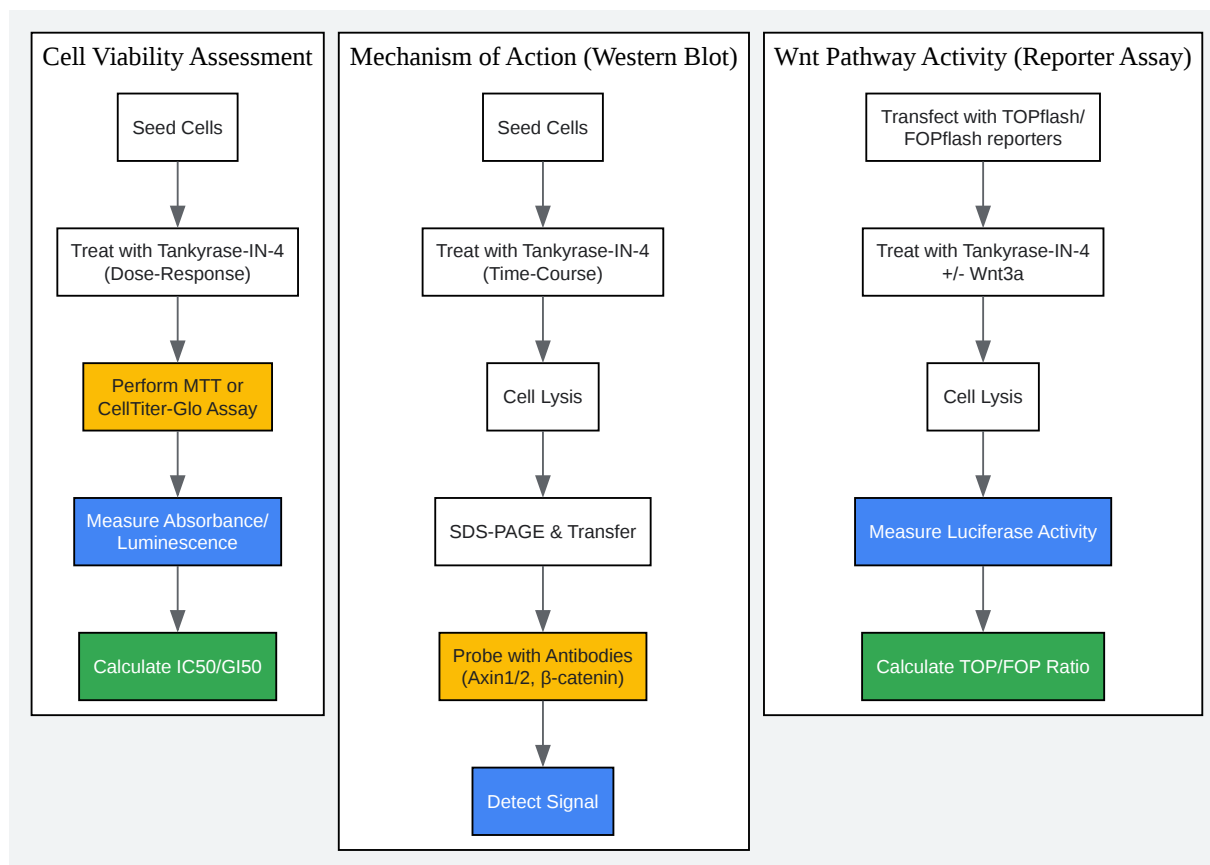 Cell Viability Assessment
Seed Cells
Treat with Tankyrase-IN-4
(Dose-Response)
Perform MTT or
CellTiter-Glo Assay
Measure Absorbance/
Luminescence
Calculate IC50/GI50
Mechanism of Action (Western Blot)
Seed Cells
Treat with Tankyrase-IN-4
(Time-Course)
Cell Lysis
SDS-PAGE & Transfer
Probe with Antibodies
(Axin1/2, β-catenin)
Detect Signal
Wnt Pathway Activity (Reporter Assay)
Transfect with TOPflash/
FOPflash reporters
Treat with Tankyrase-IN-4
+/- Wnt3a
Cell Lysis
Measure Luciferase Activity
Calculate TOP/FOP Ratio